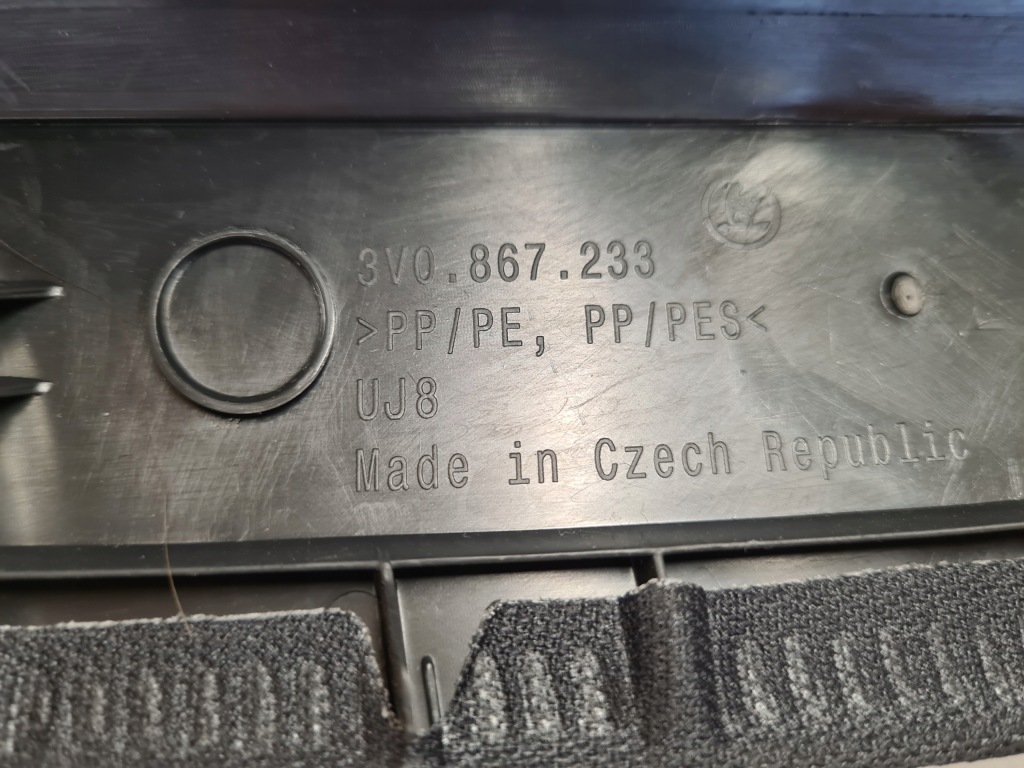 3V0.867.233
>PP/PE, PP/PES<
UJ8
Made in Czech Republic